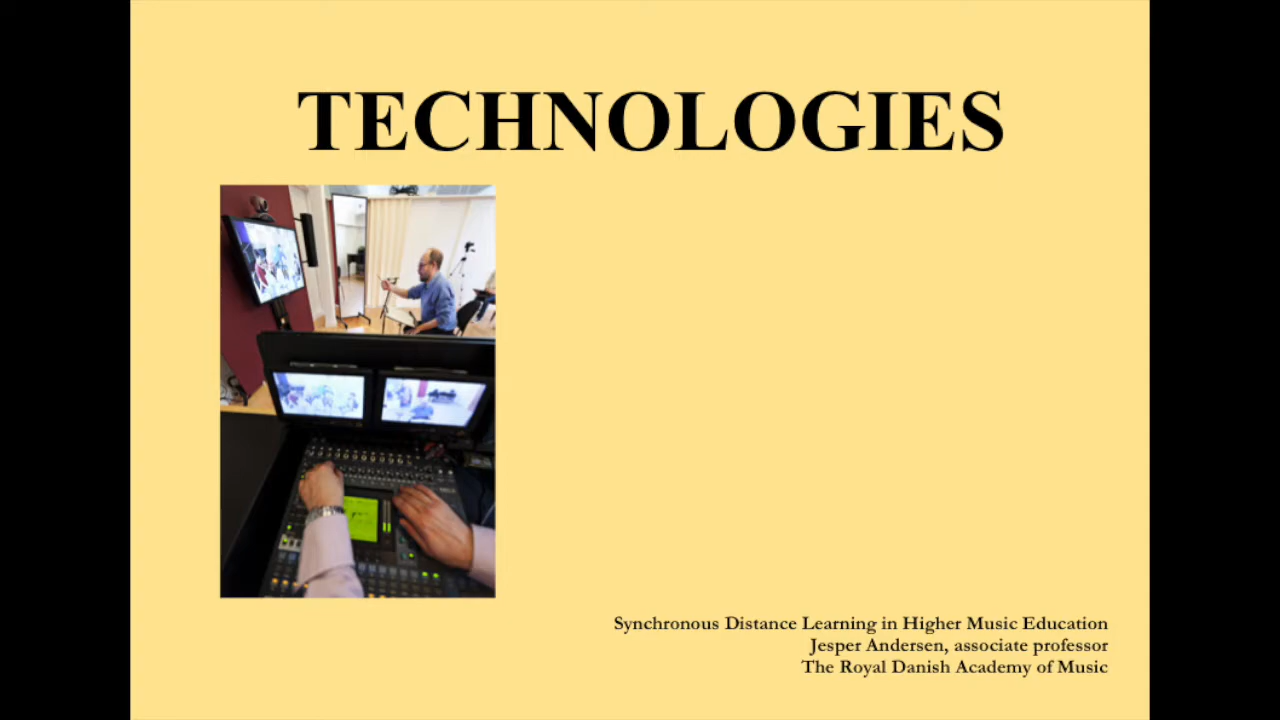 TECHNOLOGIES
Synchronous Distance Learning in Higher Music Education
Jesper Andersen, associate professor
The Royal Danish Academy of Music